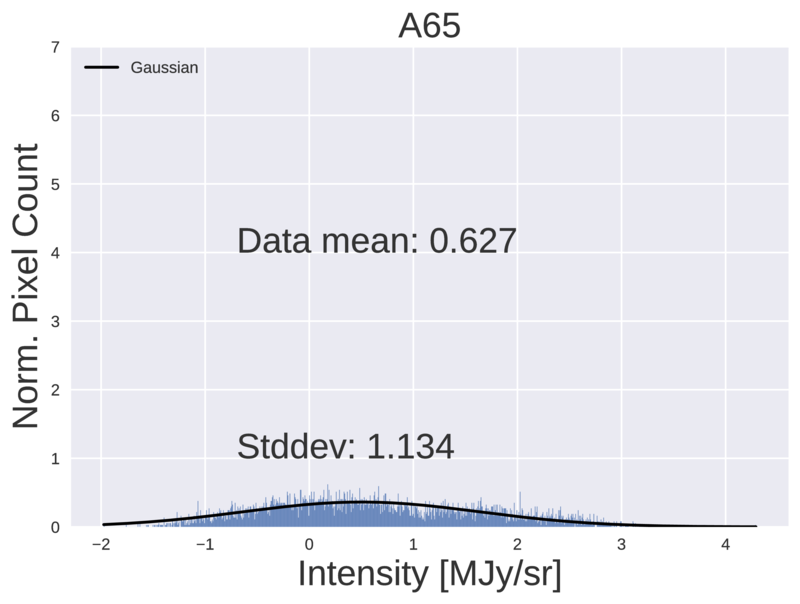 A65
7
Gaussian
6
5
Data mean: 0.627
4
3
2
Stddev: 1.134
1
0
−2 −1 0 1 2 3 4
Norm. Pixel Count
Intensity [MJy/sr]